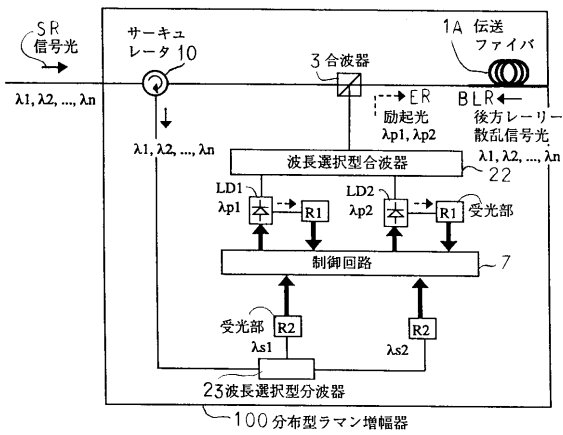 SR
信号光
サーキュ
レータ 10
3 合波器
1A 伝送
ファイバ
λ1, λ2, ..., λn
ER
励起光
λp1, λp2
BLR
後方レーリー
散乱信号光
λ1, λ2, ..., λn
λ1, λ2, ..., λn
波長選択型合波器
22
LD1
λp1
R1
LD2
λp2
R1
受光部
制御回路
7
受光部
R2
λs1
R2
λs2
23波長選択型分波器
100分布型ラマン増幅器